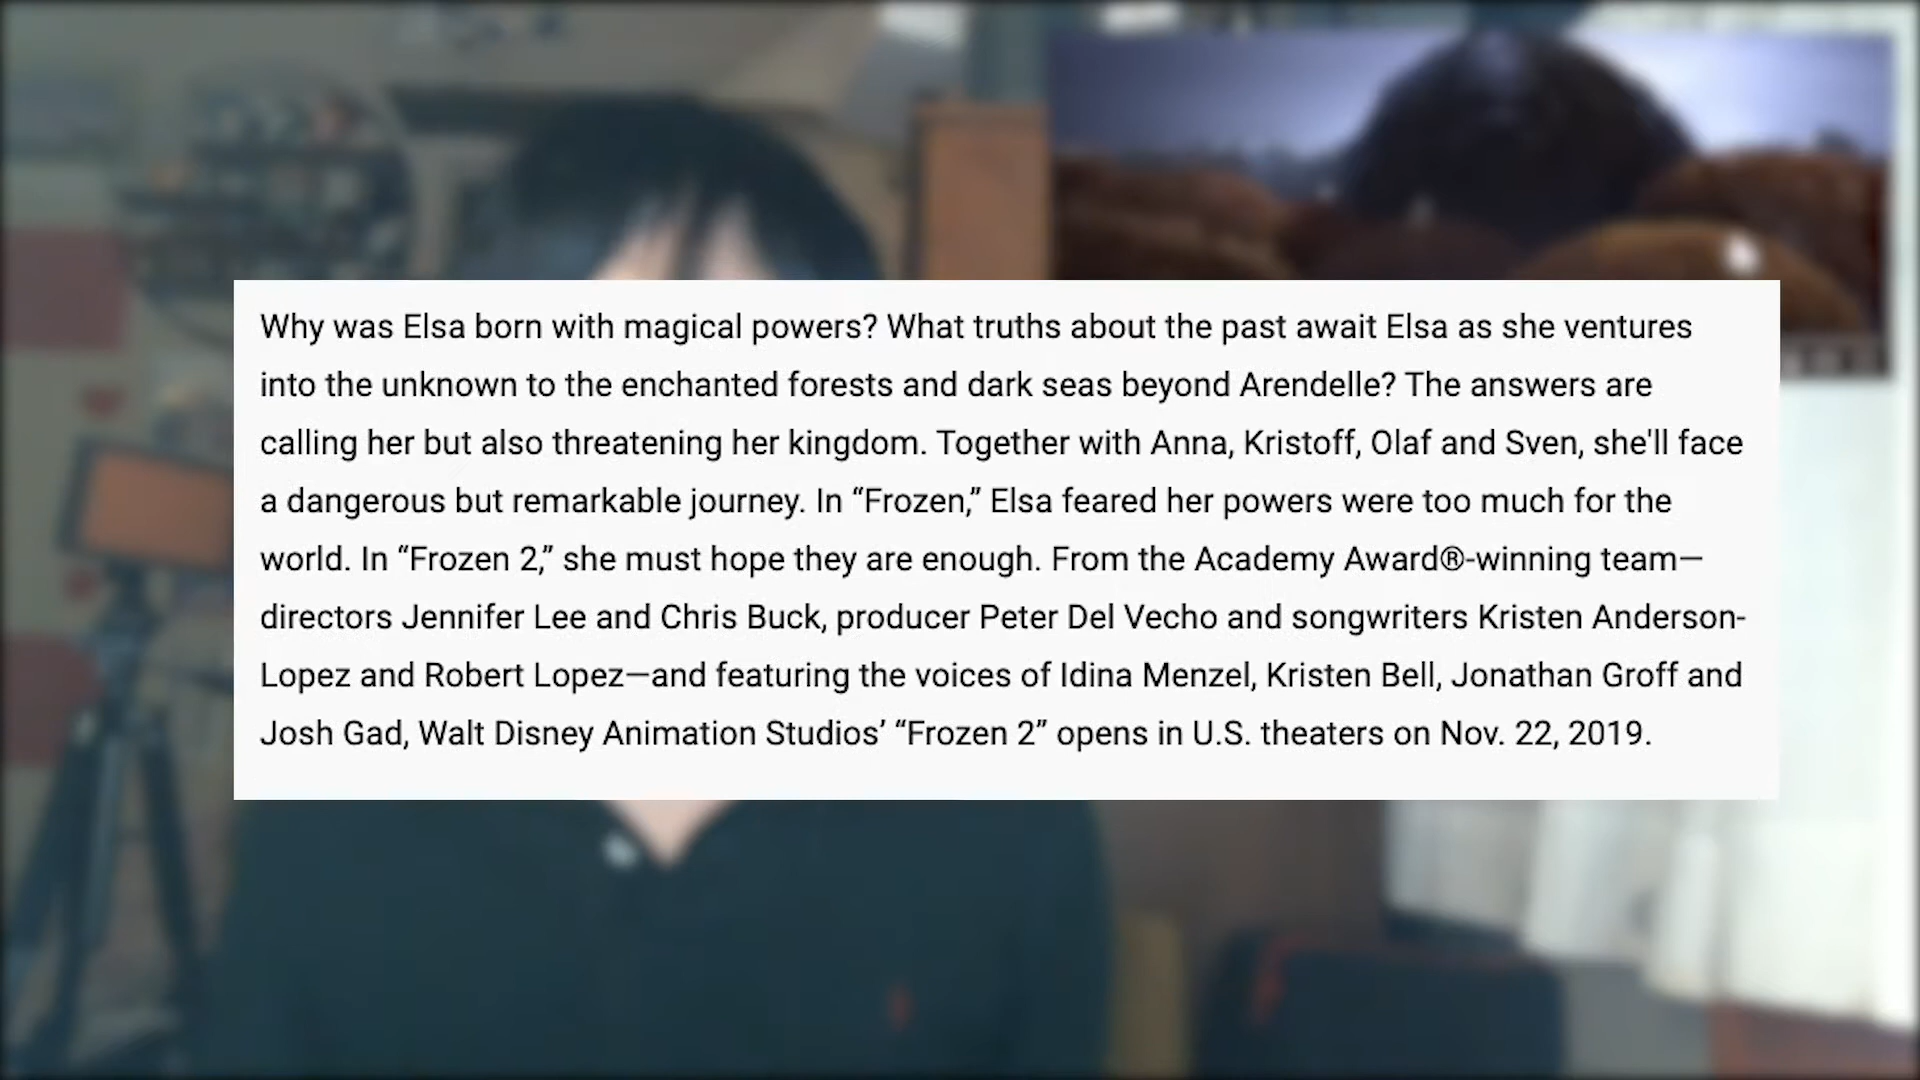 Why was Elsa born with magical powers? What truths about the past await Elsa as she ventures
into the unknown to the enchanted forests and dark seas beyond Arendelle? The answers are
calling her but also threatening her kingdom. Together with Anna, Kristoff, Olaf and Sven, she'll face
a dangerous but remarkable journey. In “Frozen,” Elsa feared her powers were too much for the
world. In “Frozen 2,” she must hope they are enough. From the Academy Award®-winning team—
directors Jennifer Lee and Chris Buck, producer Peter Del Vecho and songwriters Kristen Anderson-
Lopez and Robert Lopez—and featuring the voices of Idina Menzel, Kristen Bell, Jonathan Groff and
Josh Gad, Walt Disney Animation Studios’ “Frozen 2” opens in U.S. theaters on Nov. 22, 2019.